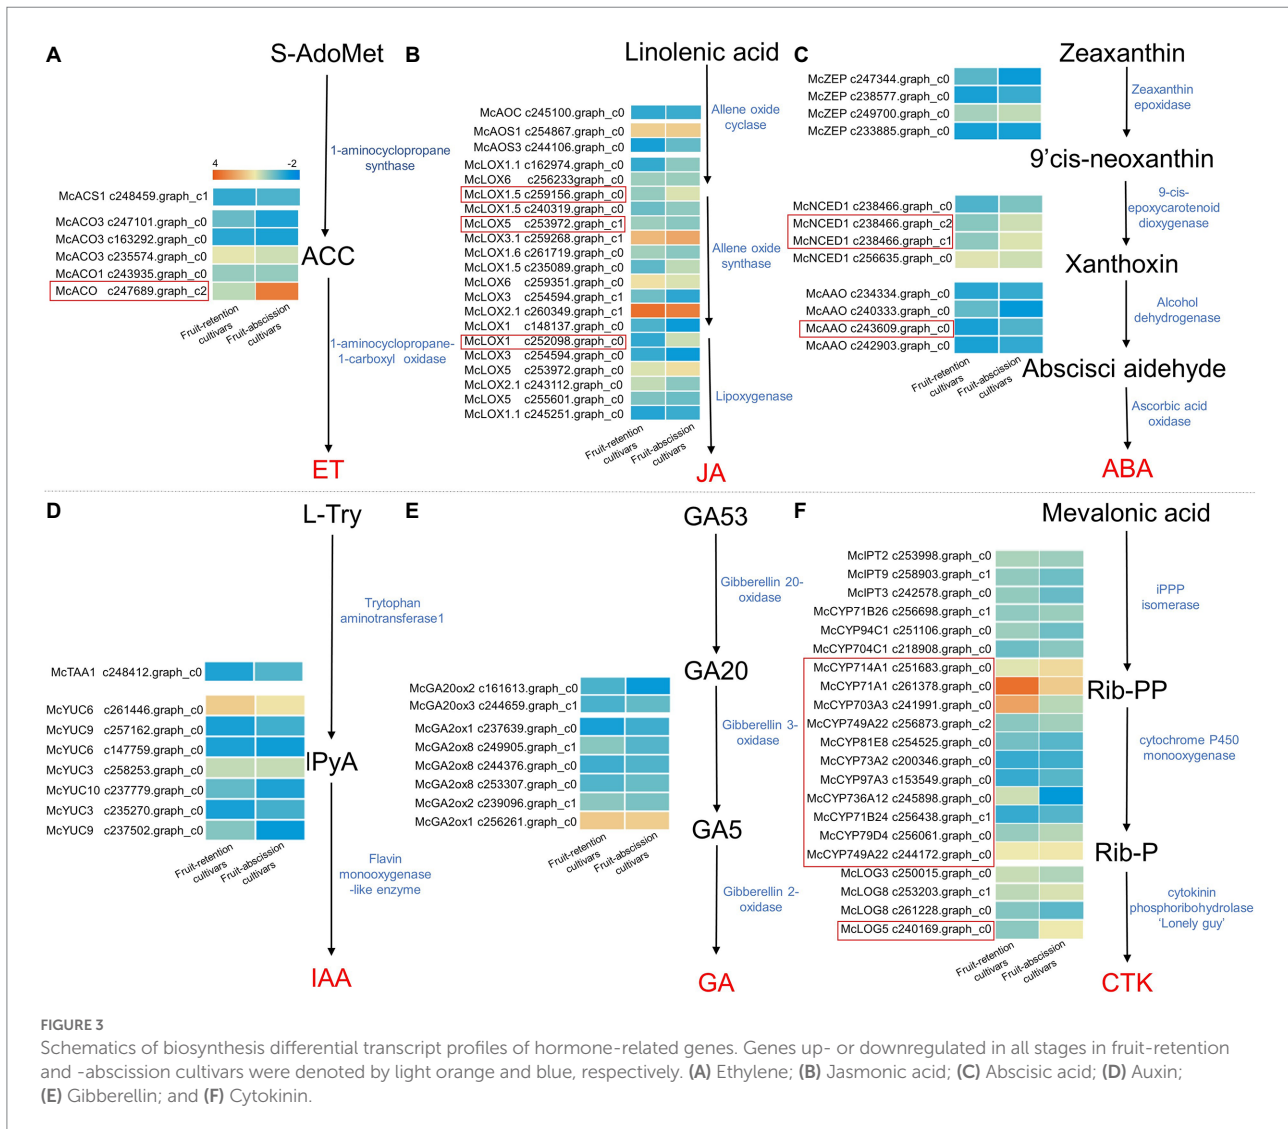 A
S-AdoMet
1-aminocyclopropane
synthase
4
-2
McACS1 c248459.graph_c1
McACO3 c247101.graph_c0
McACO3 c163292.graph_c0
McACO3 c235574.graph_c0
McACO1 c243935.graph_c0
McACO c247689.graph_c2
Fruit-retention
cultivars
Fruit-abscission
cultivars
ACC
1-aminocyclopropane-
1-carboxyl oxidase
ET
B
Linolenic acid
McAOC c245100.graph_c0
McAOS1 c254867.graph_c0
McAOS3 c244106.graph_c0
McLOX1.1 c162974.graph_c0
McLOX6 c256233graph_c0
McLOX1.5 c259156.graph_c0
McLOX1.5 c240319.graph_c0
McLOX5 c253972.graph_c1
McLOX3.1 c259268.graph_c1
McLOX1.6 c261719.graph_c0
McLOX1.5 c235089.graph_c0
McLOX6 c259351.graph_c0
McLOX3 c254594.graph_c1
McLOX2.1 c260349.graph_c1
McLOX1 c148137.graph_c0
McLOX1 c252098.graph_c0
McLOX3 c254594.graph_c0
McLOX5 c253972.graph_c0
McLOX2.1 c243112.graph_c0
McLOX5 c255601.graph_c0
McLOX1.1 c245251.graph_c0
Fruit-retention
cultivars
Fruit-abscission
cultivars
Allene oxide
cyclase
Allene oxide
synthase
Lipoxygenase
JA
C
Zeaxanthin
McZEP c247344.graph_c0
McZEP c238577.graph_c0
McZEP c249700.graph_c0
McZEP c233885.graph_c0
Zeaxanthin
epoxidase
9'cis-neoxanthin
McNCED1 c238466.graph_c0
McNCED1 c238466.graph_c2
McNCED1 c238466.graph_c1
McNCED1 c256635.graph_c0
9-cis-
epoxycarotenoid
dioxygenase
Xanthoxin
McAAO c234334.graph_c0
McAAO c240333.graph_c0
McAAO c243609.graph_c0
McAAO c242903.graph_c0
Fruit-retention
cultivars
Fruit-abscission
cultivars
Alcohol
dehydrogenase
Abscisci aidehyde
Ascorbic acid
oxidase
ABA
D
L-Try
Trytophan
aminotransferase1
McTAA1 c248412.graph_c0
McYUC6 c261446.graph_c0
McYUC9 c257162.graph_c0
McYUC6 c147759.graph_c0
McYUC3 c258253.graph_c0
McYUC10 c237779.graph_c0
McYUC3 c235270.graph_c0
McYUC9 c237502.graph_c0
Fruit-retention
cultivars
Fruit-abscission
cultivars
IPyA
Flavin
monooxygenase
-like enzyme
IAA
E
GA53
Gibberellin 20-
oxidase
GA20
McGA20ox2 c161613.graph_c0
McGA20ox3 c244659.graph_c1
McGA2ox1 c237639.graph_c0
McGA2ox8 c249905.graph_c1
McGA2ox8 c244376.graph_c0
McGA2ox8 c253307.graph_c0
McGA2ox2 c239096.graph_c1
McGA2ox1 c256261.graph_c0
Fruit-retention
cultivars
Fruit-abscission
cultivars
Gibberellin 3-
oxidase
GA5
Gibberellin 2-
oxidase
GA
F
Mevalonic acid
McIPT2 c253998.graph_c0
McIPT9 c258903.graph_c1
McIPT3 c242578.graph_c0
McCYP71B26 c256698.graph_c1
McCYP94C1 c251106.graph_c0
McCYP704C1 c218908.graph_c0
McCYP714A1 c251683.graph_c0
McCYP71A1 c261378.graph_c0
McCYP703A3 c241991.graph_c0
McCYP749A22 c256873.graph_c2
McCYP81E8 c254525.graph_c0
McCYP73A2 c200346.graph_c0
McCYP97A3 c153549.graph_c0
McCYP736A12 c245898.graph_c0
McCYP71B24 c256438.graph_c1
McCYP79D4 c256061.graph_c0
McCYP749A22 c244172.graph_c0
McLOG3 c250015.graph_c0
McLOG8 c253203.graph_c1
McLOG8 c261228.graph_c0
McLOG5 c240169.graph_c0
Fruit-retention
cultivars
Fruit-abscission
cultivars
iPPP
isomerase
Rib-PP
cytochrome P450
monooxygenase
Rib-P
cytokinin
phosphoribohydrolase
'Lonely guy'
CTK
FIGURE 3
Schematics of biosynthesis differential transcript profiles of hormone-related genes. Genes up- or downregulated in all stages in fruit-retention
and -abscission cultivars were denoted by light orange and blue, respectively. (A) Ethylene; (B) Jasmonic acid; (C) Abscisic acid; (D) Auxin;
(E) Gibberellin; and (F) Cytokinin.